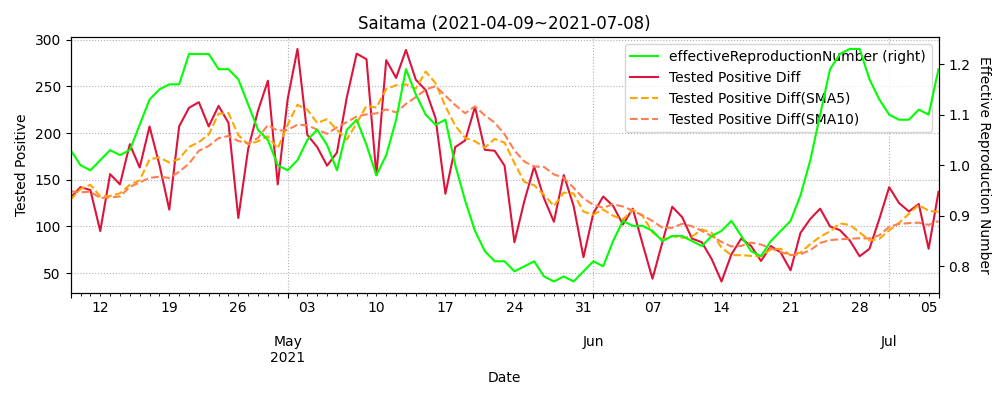 Saitama (2021-04-09~2021-07-08)
effectiveReproductionNumber (right)
Tested Positive Diff
Tested Positive Diff(SMA5)
Tested Positive Diff(SMA10)
Tested Positive
300
250
200
150
100
50
1.2
1.1
1.0
0.9
0.8
Effective Reproduction Number
12 19 26 03 10 17 24 31 07 14 21 28 05
May Jun Jul
2021
Date